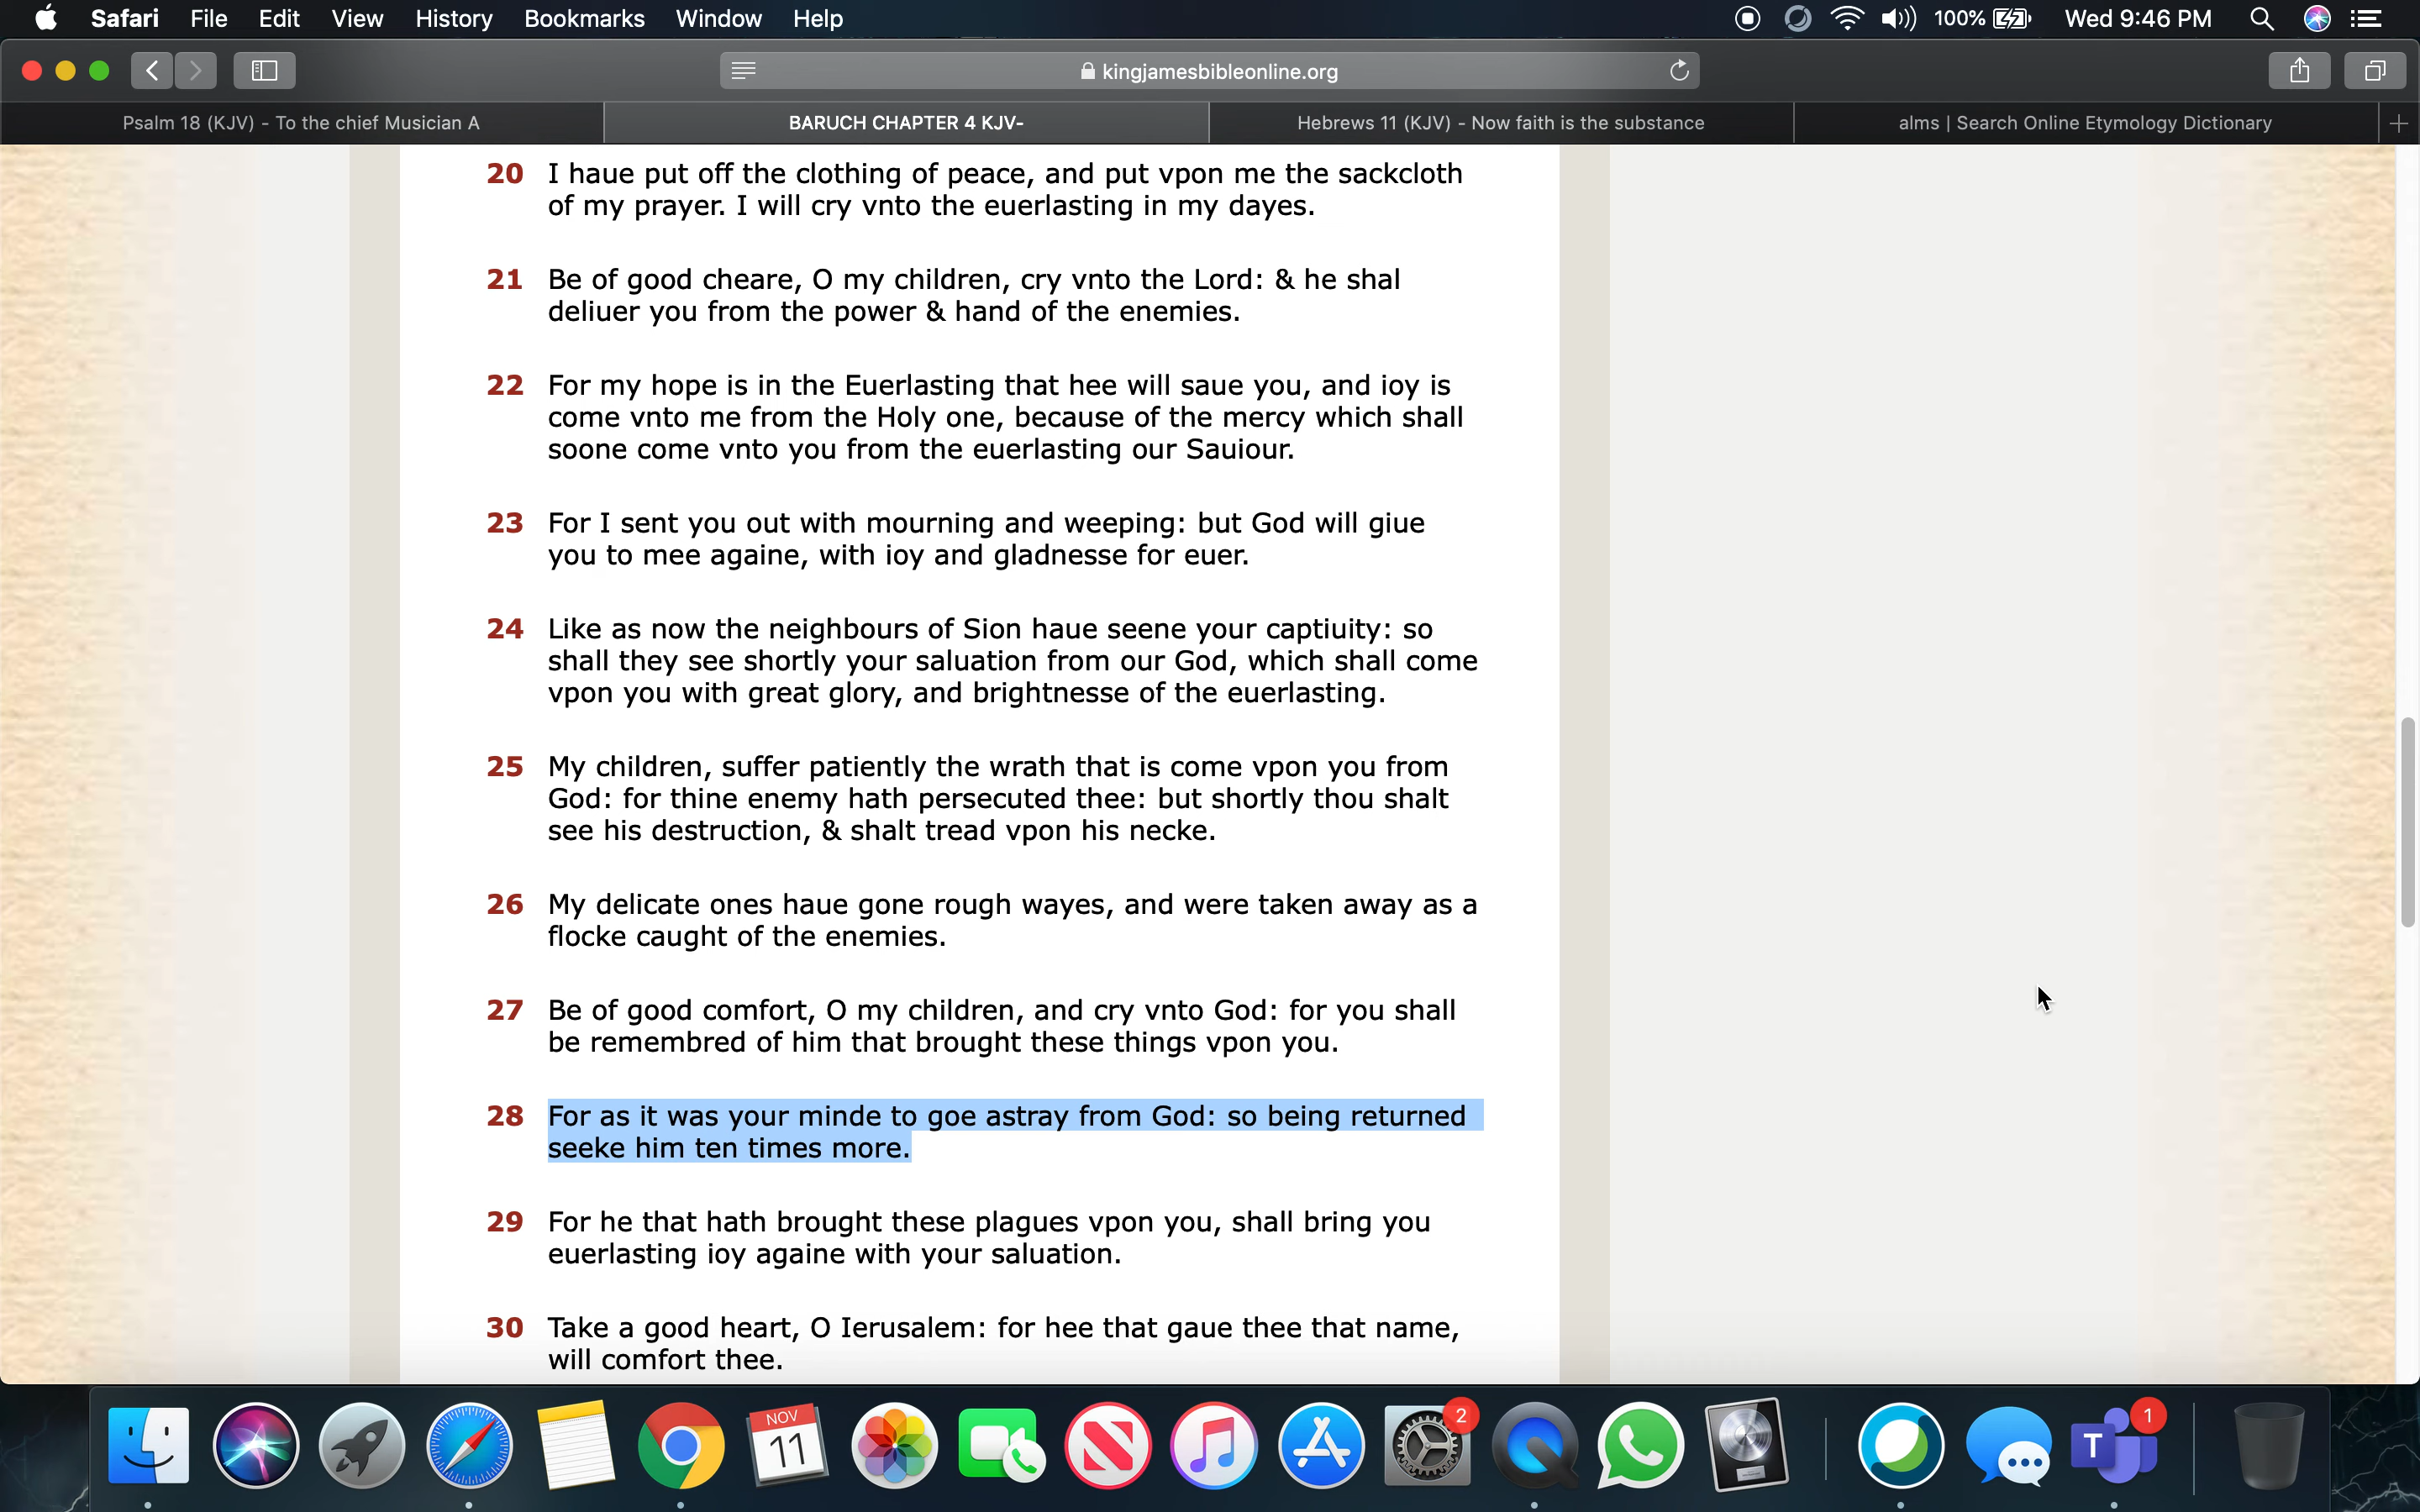 Safari File Edit View History Bookmarks Window Help 100% Wed 9:46 PM
kingjamesbibleonline.org
Psalm 18 (KJV) - To the chief Musician A
BARUCH CHAPTER 4 KJV-
Hebrews 11 (KJV) - Now faith is the substance
alms | Search Online Etymology Dictionary
20 I haue put off the clothing of peace, and put vpon me the sackcloth
of my prayer. I will cry vnto the euerlasting in my dayes.
21 Be of good cheare, O my children, cry vnto the Lord: & he shal
deliuer you from the power & hand of the enemies.
22 For my hope is in the Euerlasting that hee will saue you, and ioy is
come vnto me from the Holy one, because of the mercy which shall
soone come vnto you from the euerlasting our Sauiour.
23 For I sent you out with mourning and weeping: but God will giue
you to mee againe, with ioy and gladnesse for euer.
24 Like as now the neighbours of Sion haue seene your captiuity: so
shall they see shortly your saluation from our God, which shall come
vpon you with great glory, and brightnesse of the euerlasting.
25 My children, suffer patiently the wrath that is come vpon you from
God: for thine enemy hath persecuted thee: but shortly thou shalt
see his destruction, & shalt tread vpon his necke.
26 My delicate ones haue gone rough wayes, and were taken away as a
flocke caught of the enemies.
27 Be of good comfort, O my children, and cry vnto God: for you shall
be remembred of him that brought these things vpon you.
28 For as it was your minde to goe astray from God: so being returned
seeke him ten times more.
29 For he that hath brought these plagues vpon you, shall bring you
euerlasting ioy againe with your saluation.
30 Take a good heart, O Ierusalem: for hee that gaue thee that name,
will comfort thee.
NOV
11
2
T
1